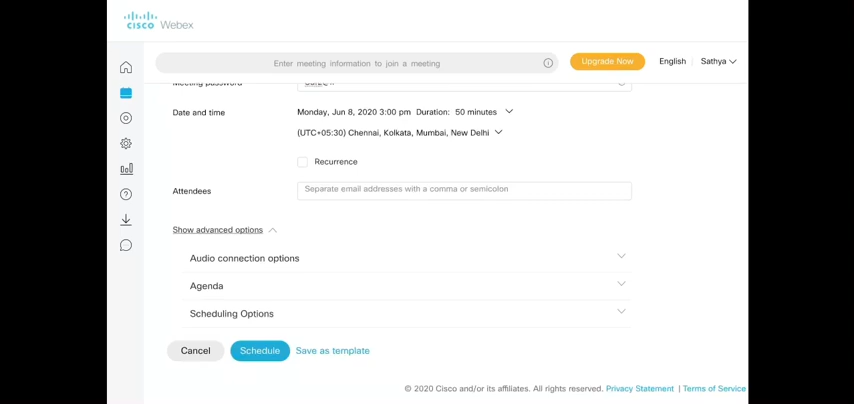 CISCO Webex
Enter meeting information to join a meeting
Upgrade Now English Sathya
Meeting password
Date and time Monday, Jun 8, 2020 3:00 pm Duration: 50 minutes
(UTC+05:30) Chennai, Kolkata, Mumbai, New Delhi
Recurrence
Attendees Separate email addresses with a comma or semicolon
Show advanced options
Audio connection options
Agenda
Scheduling Options
Cancel Schedule Save as template
© 2020 Cisco and/or its affiliates. All rights reserved. Privacy Statement | Terms of Service